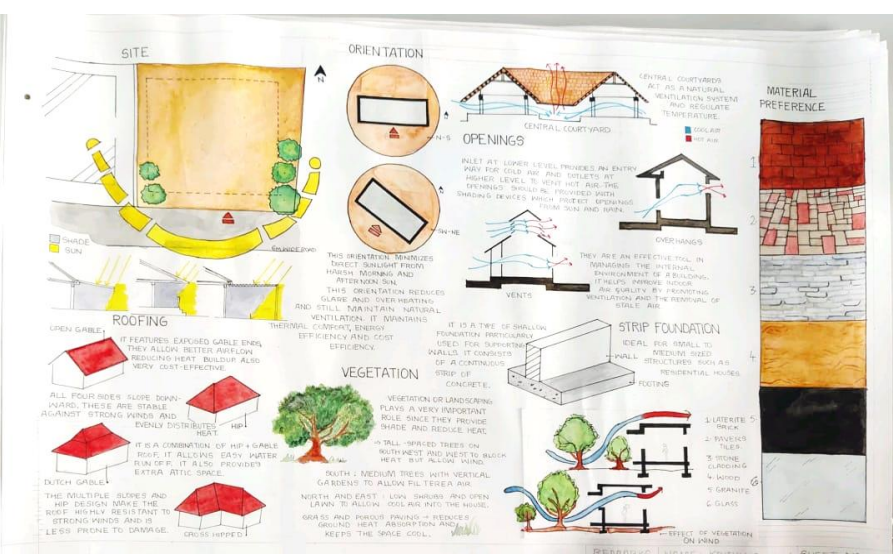 SITE
N
SHADE
SUN
6M WIDE ROAD
ORIENTATION
N-S
SW-NE
THIS ORIENTATION MINIMIZES
DIRECT SUNLIGHT FROM
HARSH MORNING AND
AFTERNOON SUN.
THIS ORIENTATION REDUCES
GLARE AND OVER HEATING
AND STILL MAINTAIN NATURAL
VENTILATION. IT MAINTAINS
THERMAL COMFORT, ENERGY
EFFICIENCY AND COST
EFFICIENCY.
CENTRAL COURTYARD
CENTRAL COURTYARDS
ACT AS A NATURAL
VENTILATION SYSTEM
AND REGULATE
TEMPERATURE.
COOL AIR
HOT AIR
OPENINGS
INLET AT LOWER LEVEL PROVIDES AN ENTRY
WAY FOR COLD AIR AND OUTLETS AT
HIGHER LEVEL TO VENT HOT AIR. THE
OPENINGS SHOULD BE PROVIDED WITH
SHADING DEVICES WHICH PROTECT OPENINGS
FROM SUN AND RAIN.
OVERHANGS
VENTS
THEY ARE AN EFFECTIVE TOOL IN
MANAGING THE INTERNAL
ENVIRONMENT OF A BUILDING.
IT HELPS IMPROVE INDOOR
AIR QUALITY BY PROMOTING
VENTILATION AND THE REMOVAL OF
STALE AIR
ROOFING
OPEN GABLE
IT FEATURES EXPOSED GABLE ENDS,
THEY ALLOW BETTER AIRFLOW
REDUCING HEAT BUILDUP. ALSO
VERY COST-EFFECTIVE.
ALL FOUR SIDES SLOPE DOWN-
WARD, THESE ARE STABLE
AGAINST STRONG WINDS AND
EVENLY DISTRIBUTES HEAT.
HIP
IT IS A COMBINATION OF HIP & GABLE
ROOF. IT ALLOWS EASY WATER
RUN OFF. IT ALSO PROVIDES
EXTRA ATTIC SPACE.
DUTCH GABLE
THE MULTIPLE SLOPES AND
HIP DESIGN MAKE THE
ROOF HIGHLY RESISTANT TO
STRONG WINDS AND IS
LESS PRONE TO DAMAGE.
CROSS HIPPED
VEGETATION
VEGETATION OR LANDSCAPING
PLAYS A VERY IMPORTANT
ROLE SINCE THEY PROVIDE
SHADE AND REDUCE HEAT.
→ TALL-SPACED TREES ON
SOUTHWEST AND WEST TO BLOCK
HEAT BUT ALLOW WIND.
SOUTH : MEDIUM TREES WITH VERTICAL
GARDENS TO ALLOW FILTERED AIR.
NORTH AND EAST : LOW SHRUBS AND OPEN
LAWN TO ALLOW COOL AIR INTO THE HOUSE.
GRASS AND POROUS PAVING → REDUCES
GROUND HEAT ABSORPTION AND
KEEPS THE SPACE COOL.
IT IS A TYPE OF SHALLOW
FOUNDATION PARTICULARLY
USED FOR SUPPORTING
WALLS. IT CONSISTS
OF A CONTINUOUS
STRIP OF
CONCRETE.
STRIP FOUNDATION
IDEAL FOR SMALL TO
MEDIUM SIZED
STRUCTURES SUCH AS
RESIDENTIAL HOUSES.
WALL
FOOTING
→ EFFECT OF VEGETATION
ON WIND
MATERIAL
PREFERENCE
1
2
3
4
5
6
1. LATERITE
BRICK
2. PAVERS
TILES
3. STONE
CLADDING
4. WOOD
5. GRANITE
6. GLASS